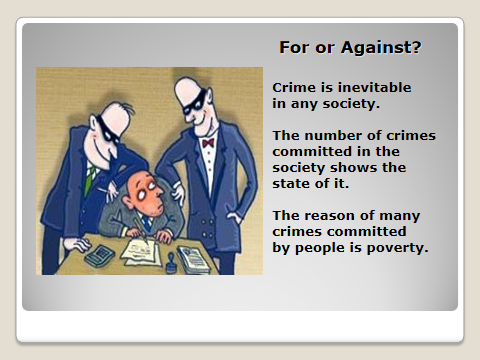 For or Against?
Crime is inevitable
in any society.
The number of crimes
committed in the
society shows the
state of it.
The reason of many
crimes committed
by people is poverty.